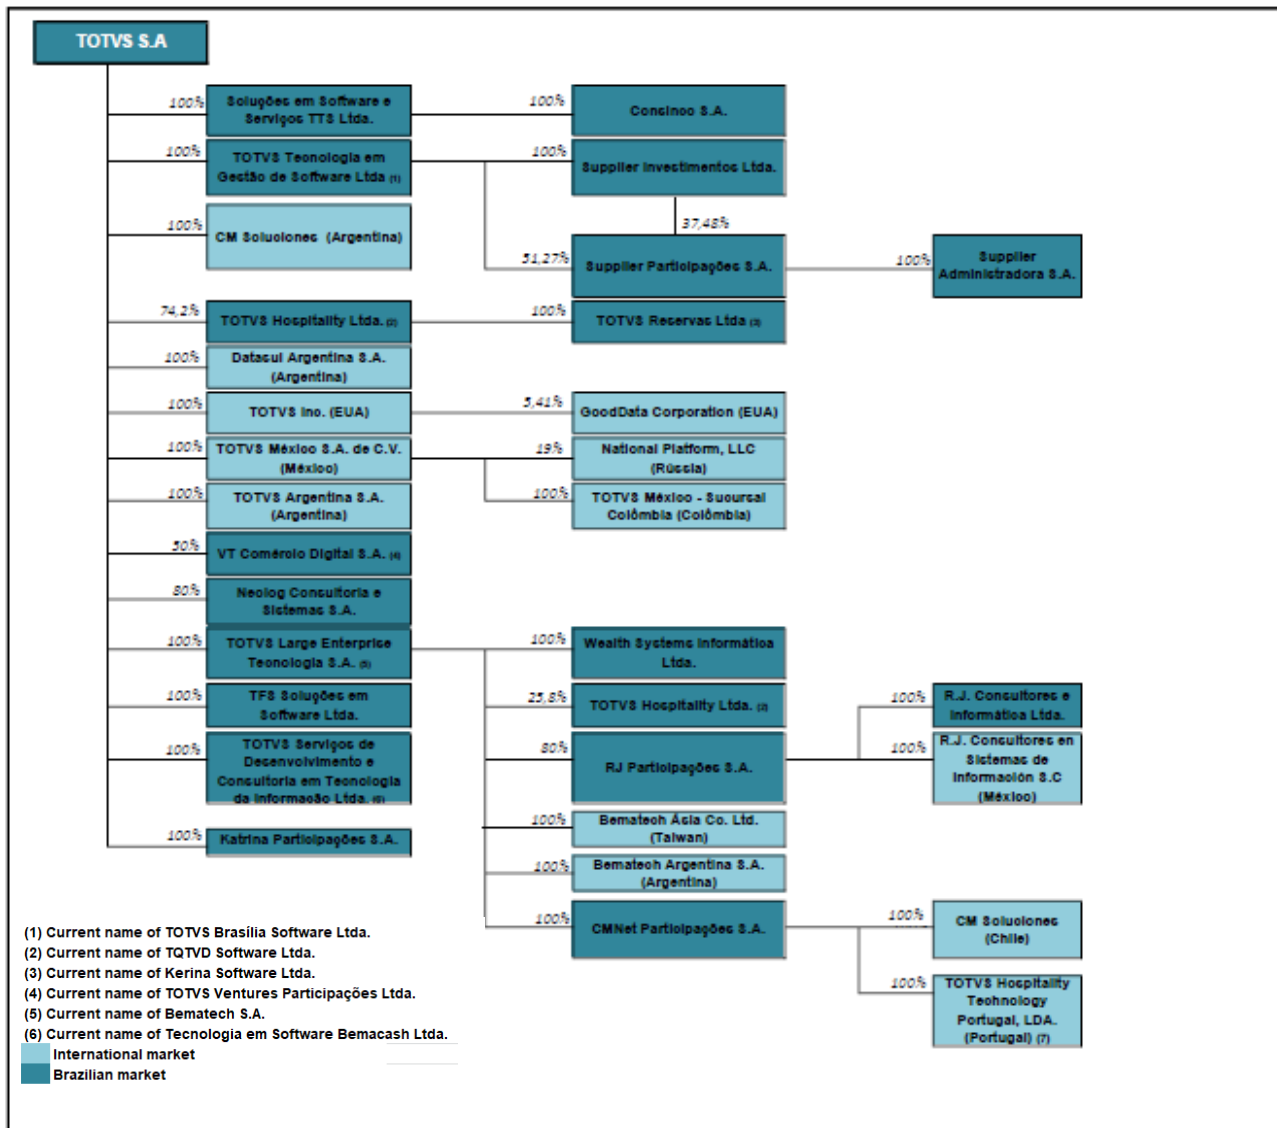 TOTVS S.A
100%
Soluções em Software e
Serviços TTS Ltda.
100%
Consinco S.A.
100%
TOTVS Tecnologia em
Gestão de Software Ltda (1)
100%
Supplier Investimentos Ltda.
37,48%
100%
CM Soluciones (Argentina)
51,27%
Supplier Participações S.A.
100%
Supplier
Administradora S.A.
74,2%
TOTVS Hospitality Ltda. (2)
100%
TOTVS Reservas Ltda (3)
100%
Datasul Argentina S.A.
(Argentina)
100%
TOTVS Inc. (EUA)
5,41%
GoodData Corporation (EUA)
100%
TOTVS México S.A. de C.V.
(México)
19%
National Platform, LLC
(Rússia)
100%
TOTVS Argentina S.A.
(Argentina)
100%
TOTVS México - Sucursal
Colômbia (Colômbia)
50%
VT Comércio Digital S.A. (4)
80%
Neolog Consultoria e
Sistemas S.A.
100%
TOTVS Large Enterprise
Tecnologia S.A. (5)
100%
Wealth Systems Informática
Ltda.
100%
TFS Soluções em
Software Ltda.
25,8%
TOTVS Hospitality Ltda. (2)
100%
R.J. Consultores e
Informática Ltda.
100%
TOTVS Serviços de
Desenvolvimento e
Consultoria em Tecnologia
da Informação Ltda. (6)
80%
RJ Participações S.A.
100%
R.J. Consultores en
Sistemas de
Información S.C
(México)
100%
Katrina Participações S.A.
100%
Bematech Ásia Co. Ltd.
(Taiwan)
100%
Bematech Argentina S.A.
(Argentina)
100%
CMNet Participações S.A.
100%
CM Soluciones
(Chile)
100%
TOTVS Hospitality
Technology
Portugal, LDA.
(Portugal) (7)
(1) Current name of TOTVS Brasília Software Ltda.
(2) Current name of TQTVD Software Ltda.
(3) Current name of Kerina Software Ltda.
(4) Current name of TOTVS Ventures Participações Ltda.
(5) Current name of Bematech S.A.
(6) Current name of Tecnologia em Software Bemacash Ltda.
International market
Brazilian market